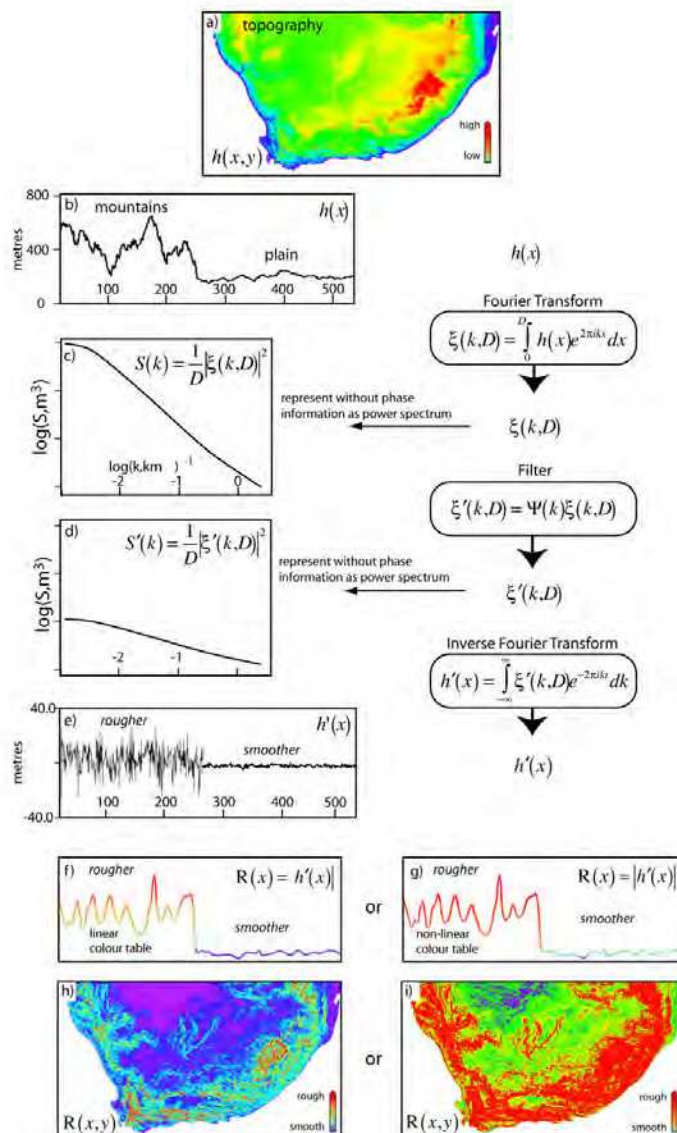 a) topography
high
low
h(x,y)
b) mountains
h(x)
plain
800
400
0
metres
100 200 300 400 500
h(x)
Fourier Transform
ξ(k,D) = ∫₀ᴰ h(x)e^{2πikx}dx
c) S(k) = 1/D |ξ(k,D)|²
log(S,m³)
log(k,km )⁻¹
-2 -1 0
represent without phase
information as power spectrum
ξ(k,D)
Filter
ξ′(k,D) = Ψ(k)ξ(k,D)
d) S′(k) = 1/D |ξ′(k,D)|²
log(S,m³)
-2 -1
represent without phase
information as power spectrum
ξ′(k,D)
Inverse Fourier Transform
h′(x) = ∫_{-∞}^{∞} ξ′(k,D)e^{-2πikx}dk
e) rougher
h'(x)
smoother
40.0
-40.0
metres
100 200 300 400 500
h′(x)
f) rougher
R(x) = h′(x)|
linear
colour table
smoother
or
g) rougher
R(x) = |h′(x)|
non-linear
colour table
smoother
h)
rough
smooth
R(x,y)
or
i)
rough
smooth
R(x,y)